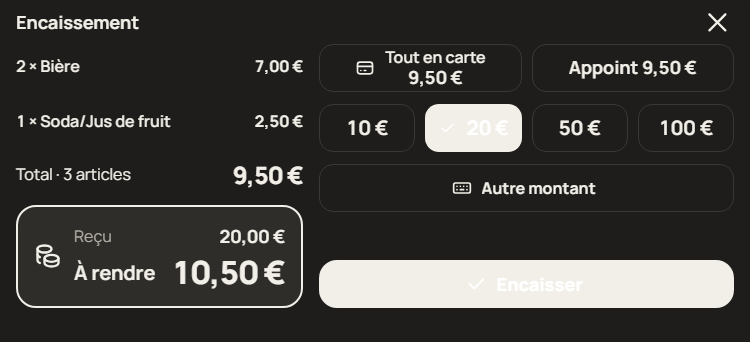 Encaissement
2 × Bière 7,00 €
1 × Soda/Jus de fruit 2,50 €
Total · 3 articles 9,50 €
Reçu 20,00 €
À rendre 10,50 €
Tout en carte
9,50 €
Appoint 9,50 €
10 €
20 €
50 €
100 €
Autre montant
Encaisser